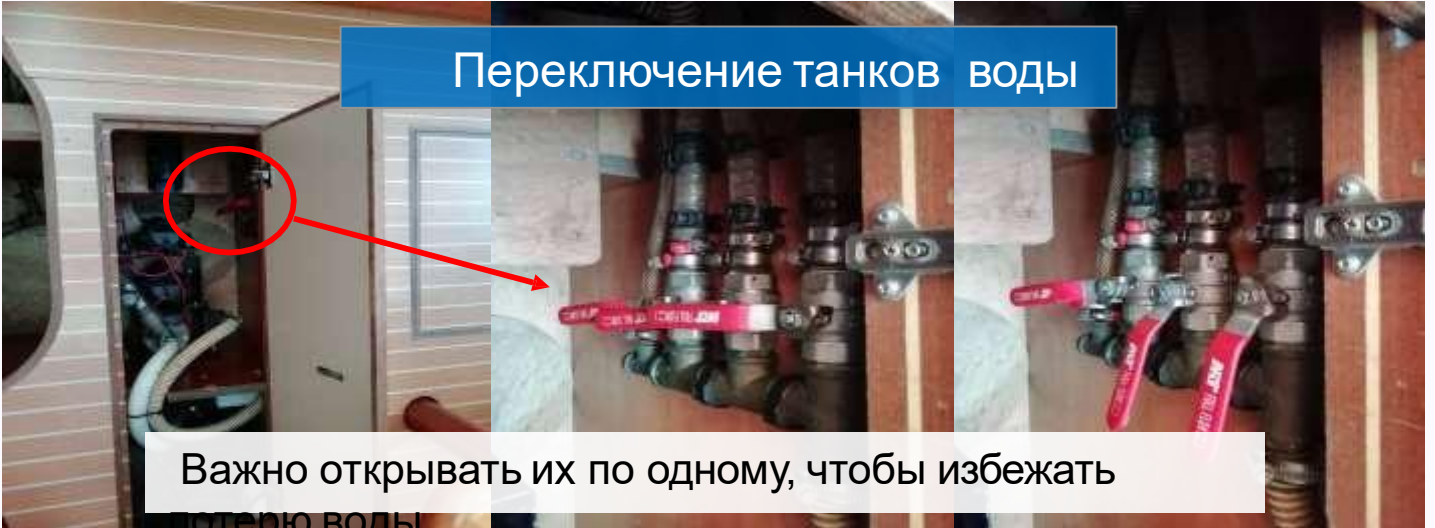 Переключение танков воды
Важно открывать их по одному, чтобы избежать
потерю воды